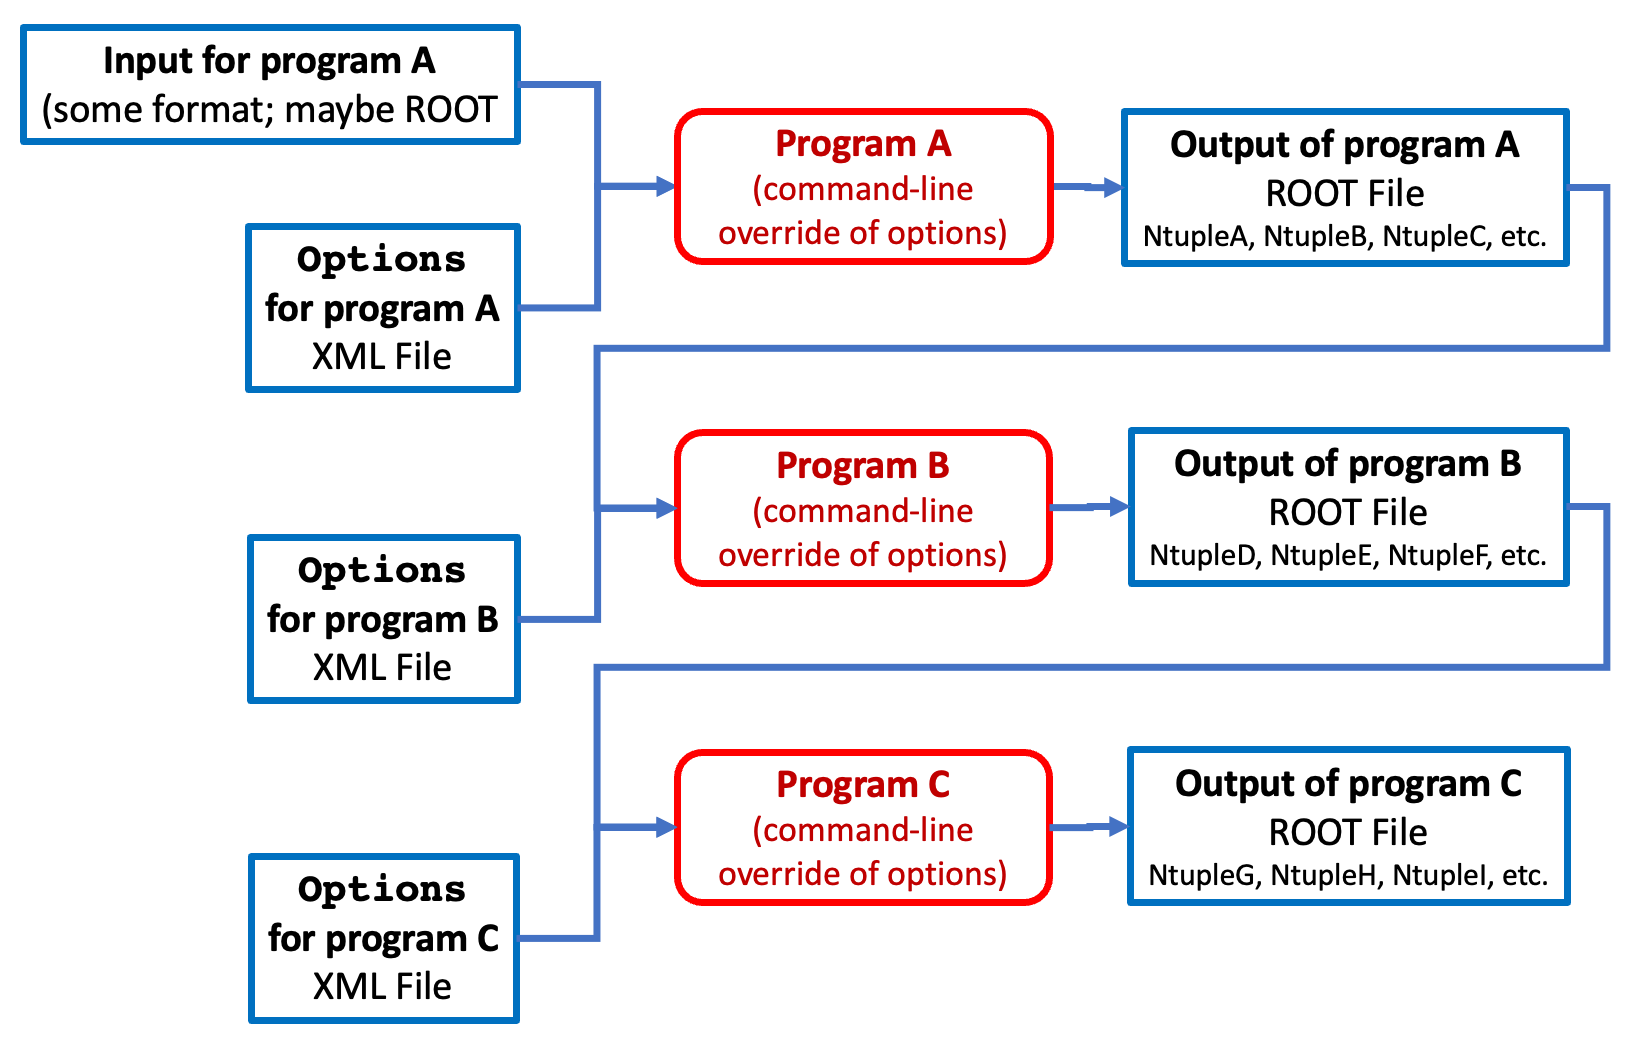 Input for program A
(some format; maybe ROOT
Options
for program A
XML File
Program A
(command-line
override of options)
Output of program A
ROOT File
NtupleA, NtupleB, NtupleC, etc.
Options
for program B
XML File
Program B
(command-line
override of options)
Output of program B
ROOT File
NtupleD, NtupleE, NtupleF, etc.
Options
for program C
XML File
Program C
(command-line
override of options)
Output of program C
ROOT File
NtupleG, NtupleH, NtupleI, etc.